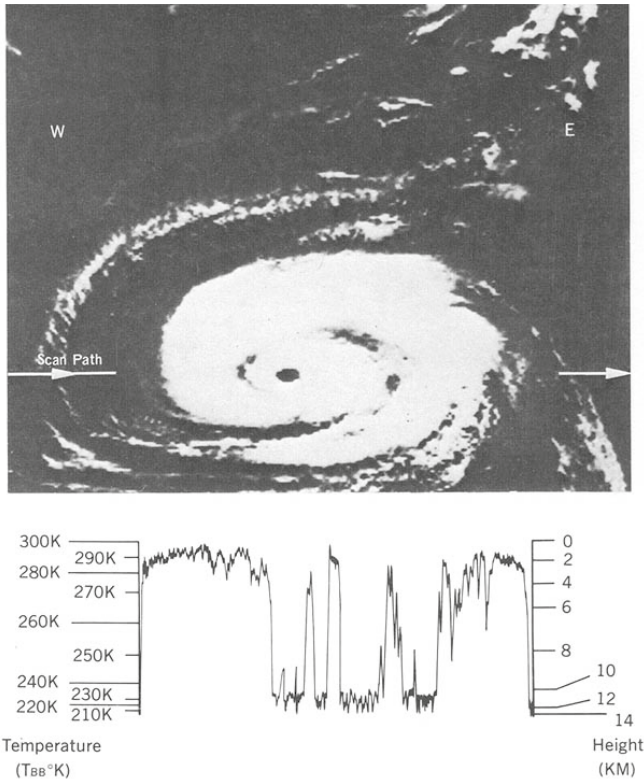 W
E
Scan Path
300K
290K
280K
270K
260K
250K
240K
230K
220K
210K
Temperature
(TBB°K)
0
2
4
6
8
10
12
14
Height
(KM)